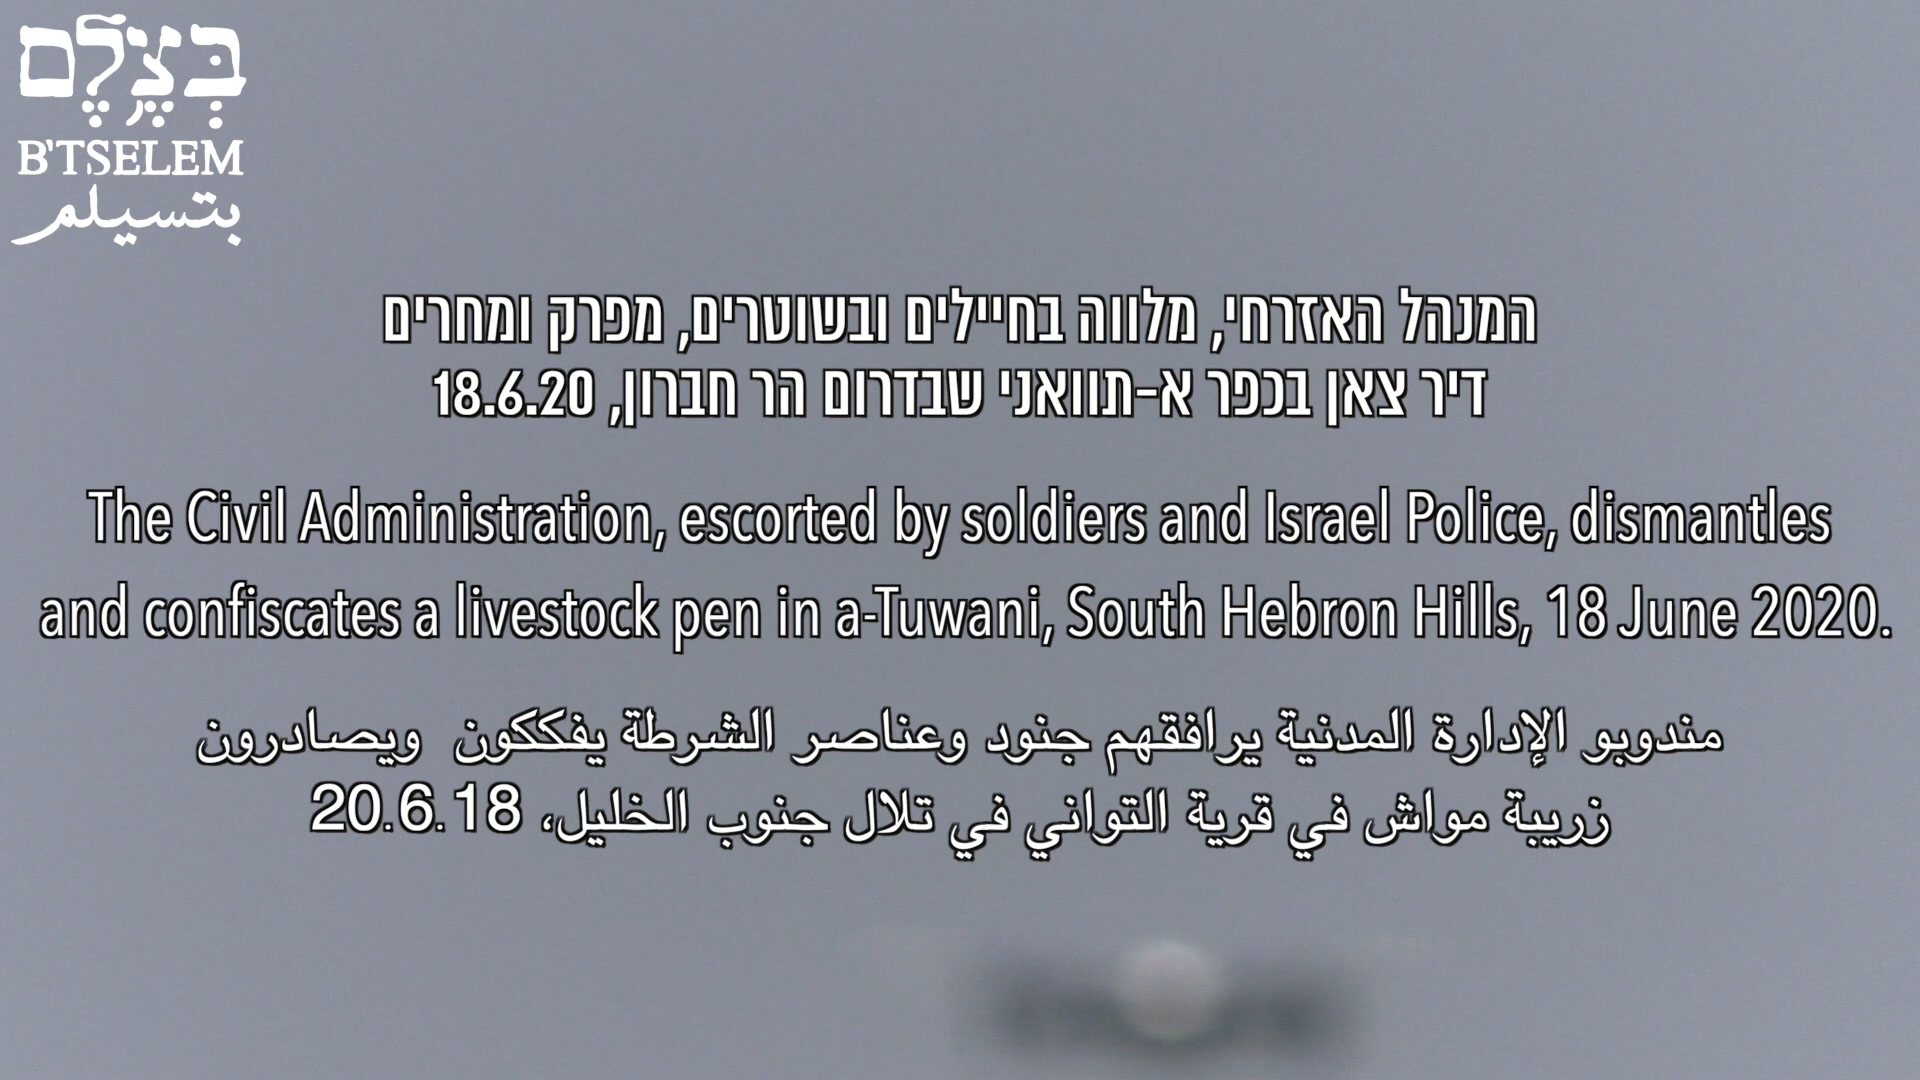 בְּצֶלֶם
B'TSELEM
بتسيلم
המנהל האזרחי, מלווה בחיילים ובשוטרים, מפרק ומחרים
דיר צאן בכפר א-תוואני שבדרום הר חברון, 18.6.20
The Civil Administration, escorted by soldiers and Israel Police, dismantles
and confiscates a livestock pen in a-Tuwani, South Hebron Hills, 18 June 2020.
مندوبو الإدارة المدنية يرافقهم جنود وعناصر الشرطة يفككون ويصادرون
زريبة مواش في قرية التواني في تلال جنوب الخليل، 20.6.18